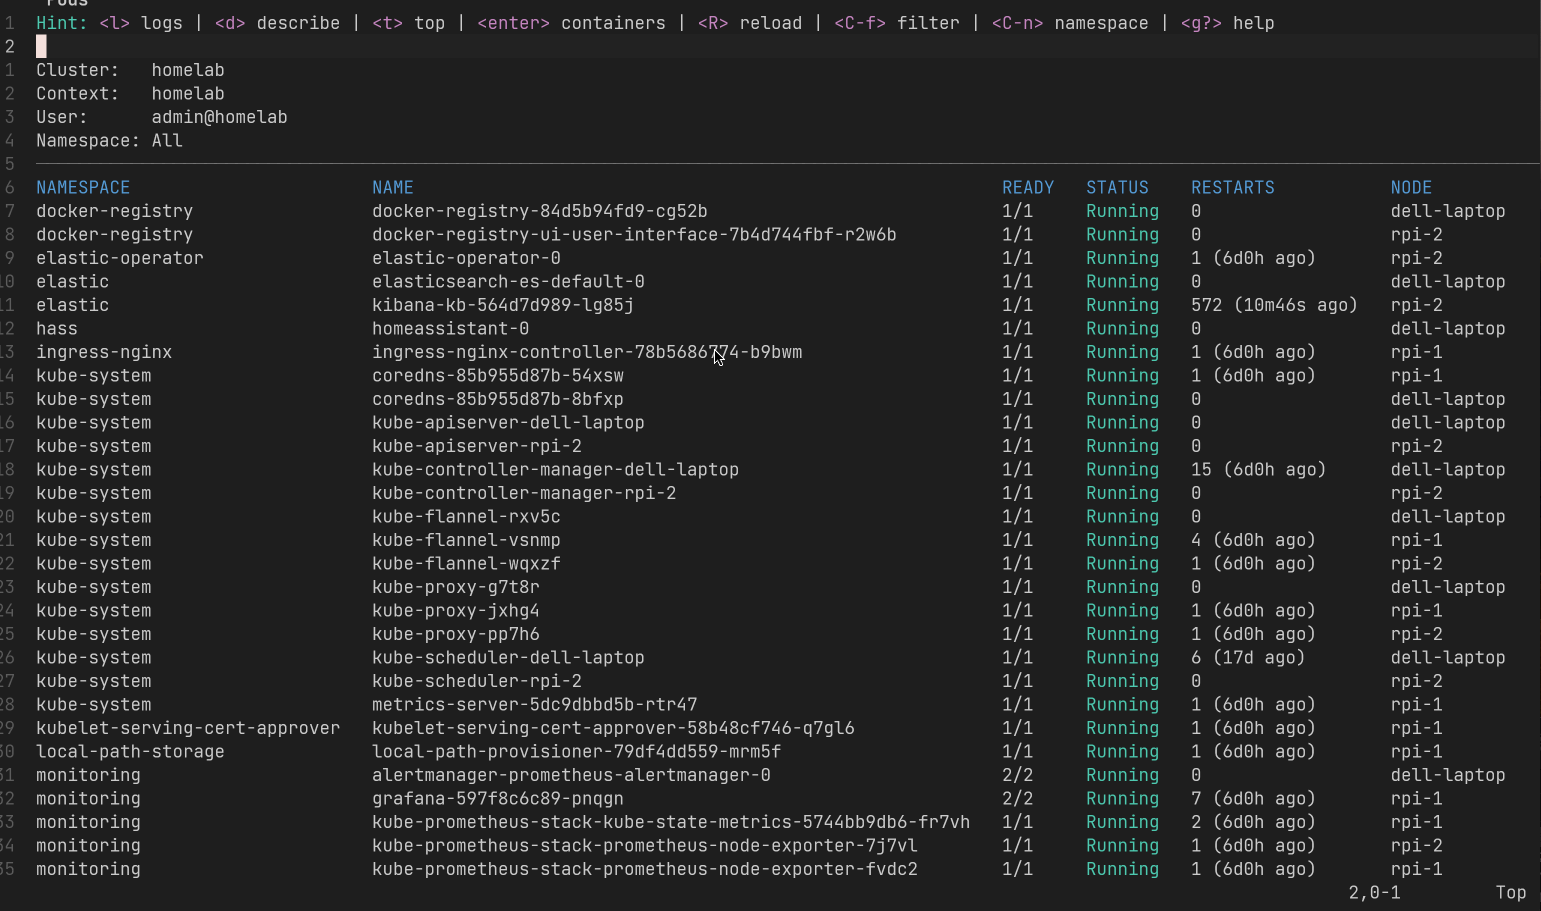 Pods
1 Hint: <l> logs | <d> describe | <t> top | <enter> containers | <R> reload | <C-f> filter | <C-n> namespace | <g?> help
2
1 Cluster: homelab
2 Context: homelab
3 User: admin@homelab
4 Namespace: All
5
6 NAMESPACE NAME READY STATUS RESTARTS NODE
7 docker-registry docker-registry-84d5b94fd9-cg52b 1/1 Running 0 dell-laptop
8 docker-registry docker-registry-ui-user-interface-7b4d744fbf-r2w6b 1/1 Running 0 rpi-2
9 elastic-operator elastic-operator-0 1/1 Running 1 (6d0h ago) rpi-2
10 elastic elasticsearch-es-default-0 1/1 Running 0 dell-laptop
11 elastic kibana-kb-564d7d989-lg85j 1/1 Running 572 (10m46s ago) rpi-2
12 hass homeassistant-0 1/1 Running 0 dell-laptop
13 ingress-nginx ingress-nginx-controller-78b5686774-b9bwm 1/1 Running 1 (6d0h ago) rpi-1
14 kube-system coredns-85b955d87b-54xsw 1/1 Running 1 (6d0h ago) rpi-1
15 kube-system coredns-85b955d87b-8bfxp 1/1 Running 0 dell-laptop
16 kube-system kube-apiserver-dell-laptop 1/1 Running 0 dell-laptop
17 kube-system kube-apiserver-rpi-2 1/1 Running 0 rpi-2
18 kube-system kube-controller-manager-dell-laptop 1/1 Running 15 (6d0h ago) dell-laptop
19 kube-system kube-controller-manager-rpi-2 1/1 Running 0 rpi-2
20 kube-system kube-flannel-rxv5c 1/1 Running 0 dell-laptop
21 kube-system kube-flannel-vsnmp 1/1 Running 4 (6d0h ago) rpi-1
22 kube-system kube-flannel-wqxzf 1/1 Running 1 (6d0h ago) rpi-2
23 kube-system kube-proxy-g7t8r 1/1 Running 0 dell-laptop
24 kube-system kube-proxy-jxhg4 1/1 Running 1 (6d0h ago) rpi-1
25 kube-system kube-proxy-pp7h6 1/1 Running 1 (6d0h ago) rpi-2
26 kube-system kube-scheduler-dell-laptop 1/1 Running 6 (17d ago) dell-laptop
27 kube-system kube-scheduler-rpi-2 1/1 Running 0 rpi-2
28 kube-system metrics-server-5dc9dbbd5b-rtr47 1/1 Running 1 (6d0h ago) rpi-1
29 kubelet-serving-cert-approver kubelet-serving-cert-approver-58b48cf746-q7gl6 1/1 Running 1 (6d0h ago) rpi-1
30 local-path-storage local-path-provisioner-79df4dd559-mrm5f 1/1 Running 1 (6d0h ago) rpi-1
31 monitoring alertmanager-prometheus-alertmanager-0 2/2 Running 0 dell-laptop
32 monitoring grafana-597f8c6c89-pnqgn 2/2 Running 7 (6d0h ago) rpi-1
33 monitoring kube-prometheus-stack-kube-state-metrics-5744bb9db6-fr7vh 1/1 Running 2 (6d0h ago) rpi-1
34 monitoring kube-prometheus-stack-prometheus-node-exporter-7j7vl 1/1 Running 1 (6d0h ago) rpi-2
35 monitoring kube-prometheus-stack-prometheus-node-exporter-fvdc2 1/1 Running 1 (6d0h ago) rpi-1
2,0-1 Top